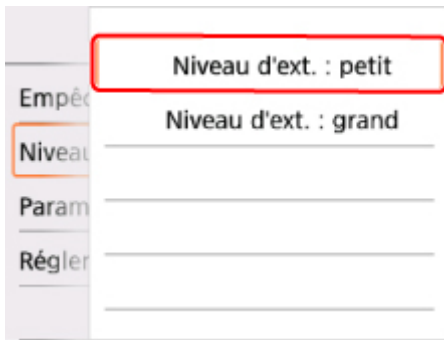 Niveau d'ext. : petit
Niveau d'ext. : grand
Empê
Niveau
Param
Régler